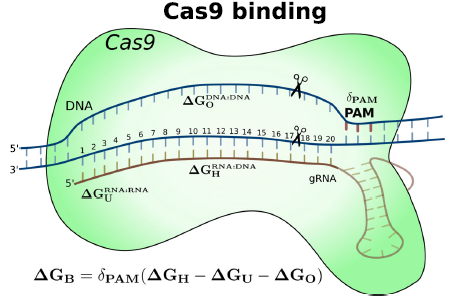 Cas9 binding
Cas9
DNA
ΔG_O^DNA:DNA
δ_PAM
PAM
5'
3'
1 2 3 4 5 6 7 8 9 10 11 12 13 14 15 16 17 18 19 20
5'
ΔG_U^RNA:RNA
ΔG_H^RNA:DNA
gRNA
ΔG_B = δ_PAM(ΔG_H − ΔG_U − ΔG_O)